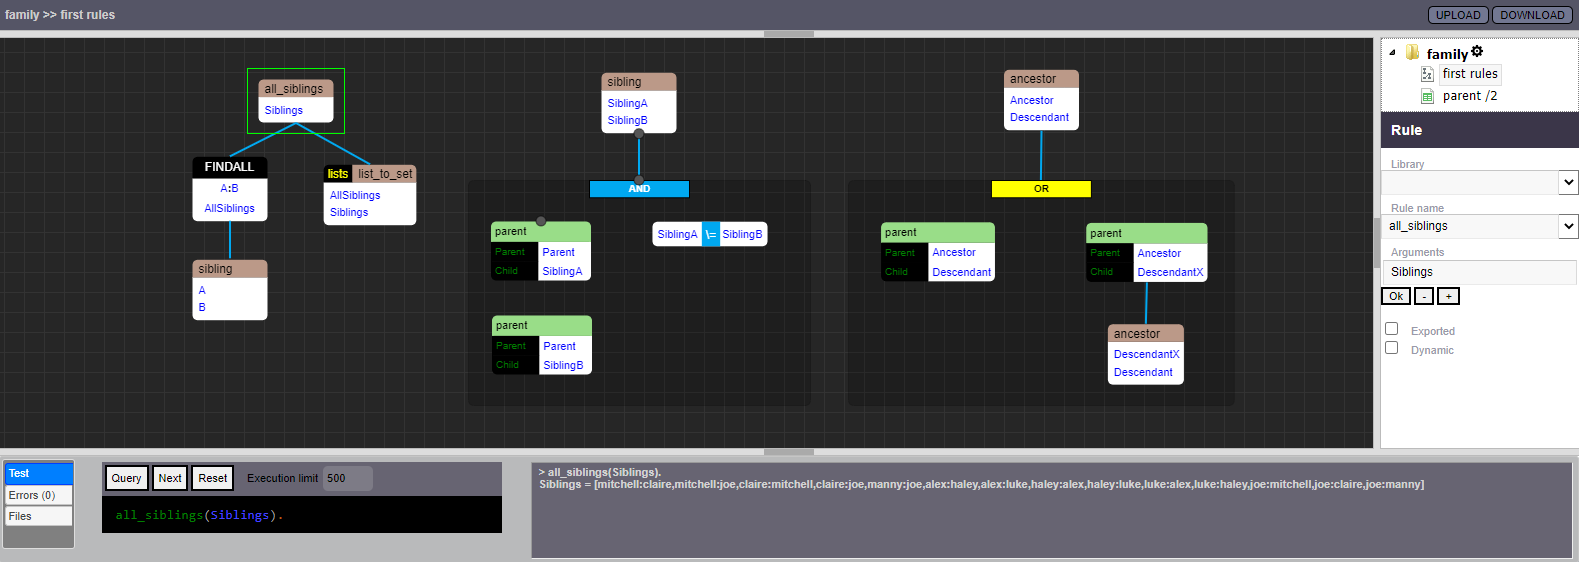 family >> first rules
UPLOAD
DOWNLOAD
all_siblings
Siblings
FINDALL
A:B
AllSiblings
sibling
A
B
lists list_to_set
AllSiblings
Siblings
sibling
SiblingA
SiblingB
AND
parent
Parent Parent
Child SiblingA
SiblingA \= SiblingB
parent
Parent Parent
Child SiblingB
ancestor
Ancestor
Descendant
OR
parent
Parent Ancestor
Child Descendant
parent
Parent Ancestor
Child DescendantX
ancestor
DescendantX
Descendant
family
first rules
parent /2
Rule
Library
Rule name
all_siblings
Arguments
Siblings
Ok - +
Exported
Dynamic
Test
Errors (0)
Files
Query Next Reset Execution limit 500
all_siblings(Siblings).
> all_siblings(Siblings).
Siblings = [mitchell:claire,mitchell:joe,claire:mitchell,claire:joe,manny:joe,alex:haley,alex:luke,haley:alex,haley:luke,luke:alex,luke:haley,joe:mitchell,joe:claire,joe:manny]